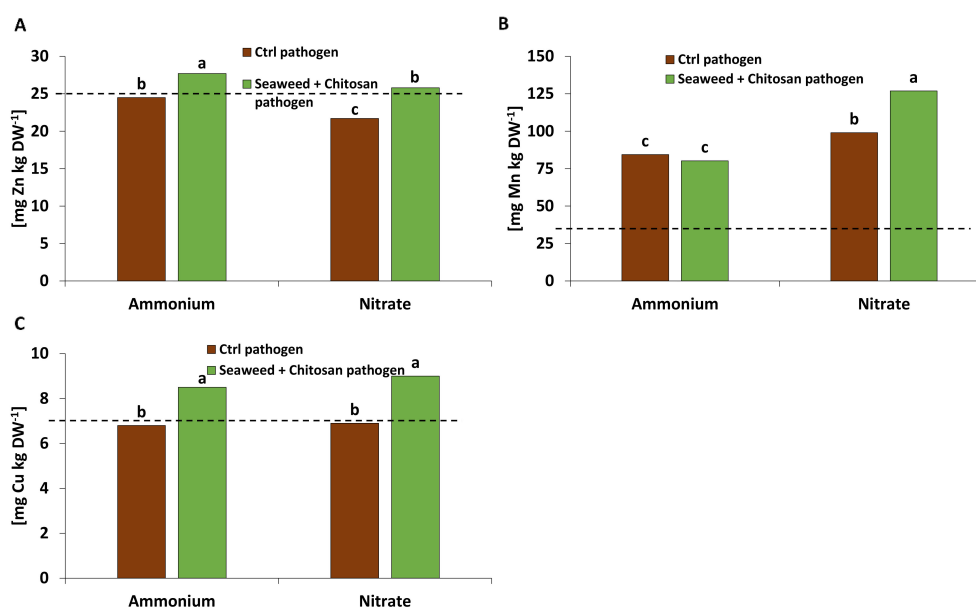 A
[mg Zn kg DW-1]
30
25
20
15
10
5
0
Ctrl pathogen
Seaweed + Chitosan
pathogen
b
a
c
b
Ammonium
Nitrate
B
[mg Mn kg DW-1]
150
125
100
75
50
25
0
Ctrl pathogen
Seaweed + Chitosan pathogen
c
c
b
a
Ammonium
Nitrate
C
[mg Cu kg DW-1]
10
8
6
4
2
0
Ctrl pathogen
Seaweed + Chitosan pathogen
b
a
b
a
Ammonium
Nitrate